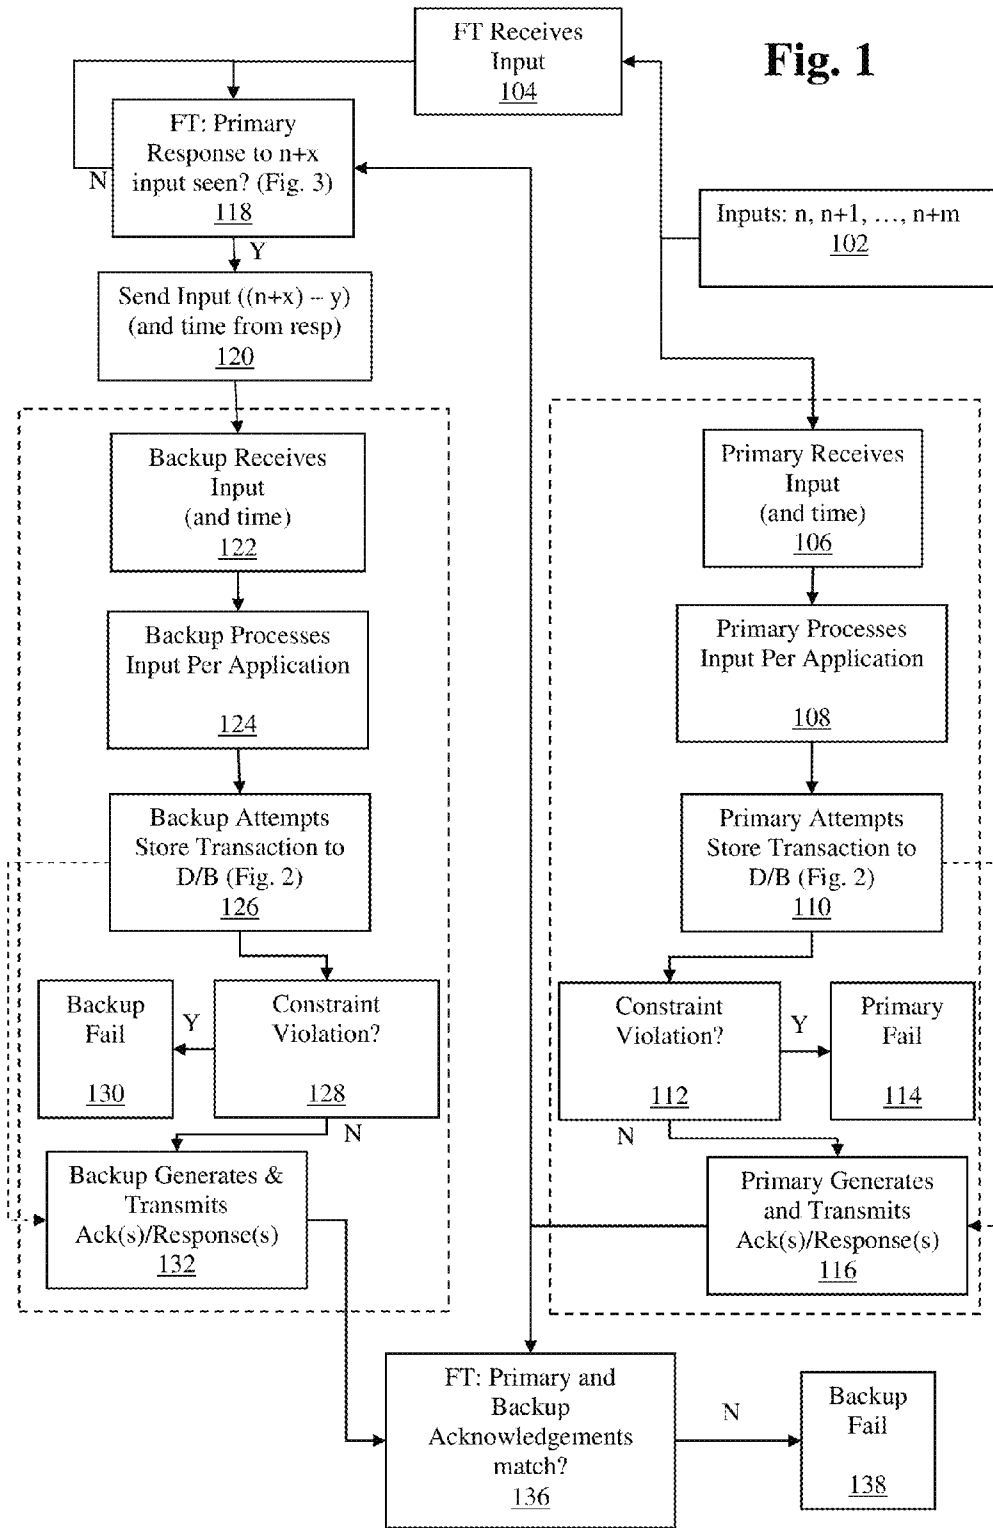 Fig. 1
FT Receives
Input
104
FT: Primary
Response to n+x
input seen? (Fig. 3)
118
N
Y
Inputs: n, n+1, …, n+m
102
Send Input ((n+x) – y)
(and time from resp)
120
Backup Receives
Input
(and time)
122
Primary Receives
Input
(and time)
106
Backup Processes
Input Per Application
124
Primary Processes
Input Per Application
108
Backup Attempts
Store Transaction to
D/B (Fig. 2)
126
Primary Attempts
Store Transaction to
D/B (Fig. 2)
110
Backup
Fail
130
Y
Constraint
Violation?
128
N
Constraint
Violation?
112
Y
N
Primary
Fail
114
Backup Generates &
Transmits
Ack(s)/Response(s)
132
Primary Generates
and Transmits
Ack(s)/Response(s)
116
FT: Primary and
Backup
Acknowledgements
match?
136
N
Backup
Fail
138